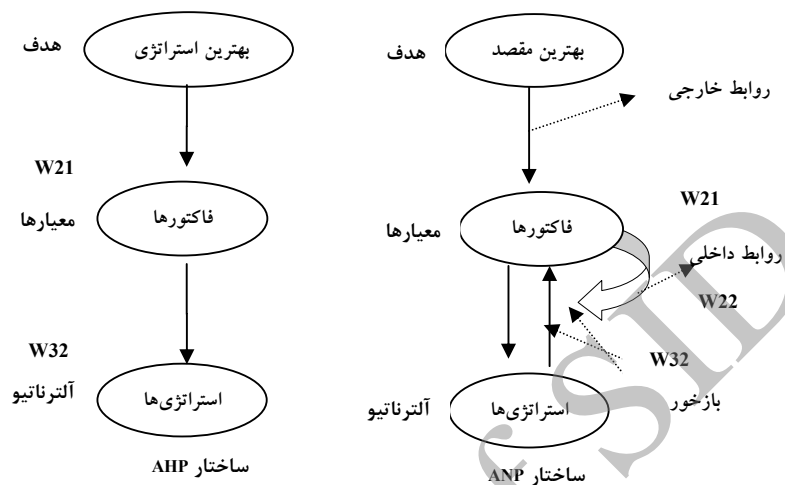 هدف
بهترین استراتژی
W21
معیارها
فاکتورها
W32
آلترناتیو
استراتژی‌ها
ساختار AHP
هدف
بهترین مقصد
روابط خارجی
W21
معیارها
فاکتورها
روابط داخلی
W22
W32
بازخور
آلترناتیو
استراتژی‌ها
ساختار ANP
f SID